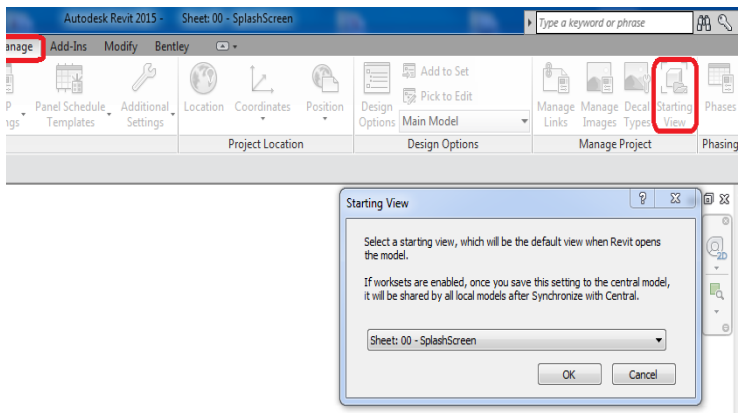 Autodesk Revit 2015 - Sheet: 00 - SplashScreen
Type a keyword or phrase
anage Add-Ins Modify Bentley
Panel Schedule Templates
Additional Settings
Location
Coordinates
Position
Design Options
Add to Set
Pick to Edit
Main Model
Manage Links
Manage Images
Decal Types
Starting View
Phases
Project Location
Design Options
Manage Project
Phasing
Starting View
Select a starting view, which will be the default view when Revit opens
the model.
If worksets are enabled, once you save this setting to the central model,
it will be shared by all local models after Synchronize with Central.
Sheet: 00 - SplashScreen
OK Cancel
2D